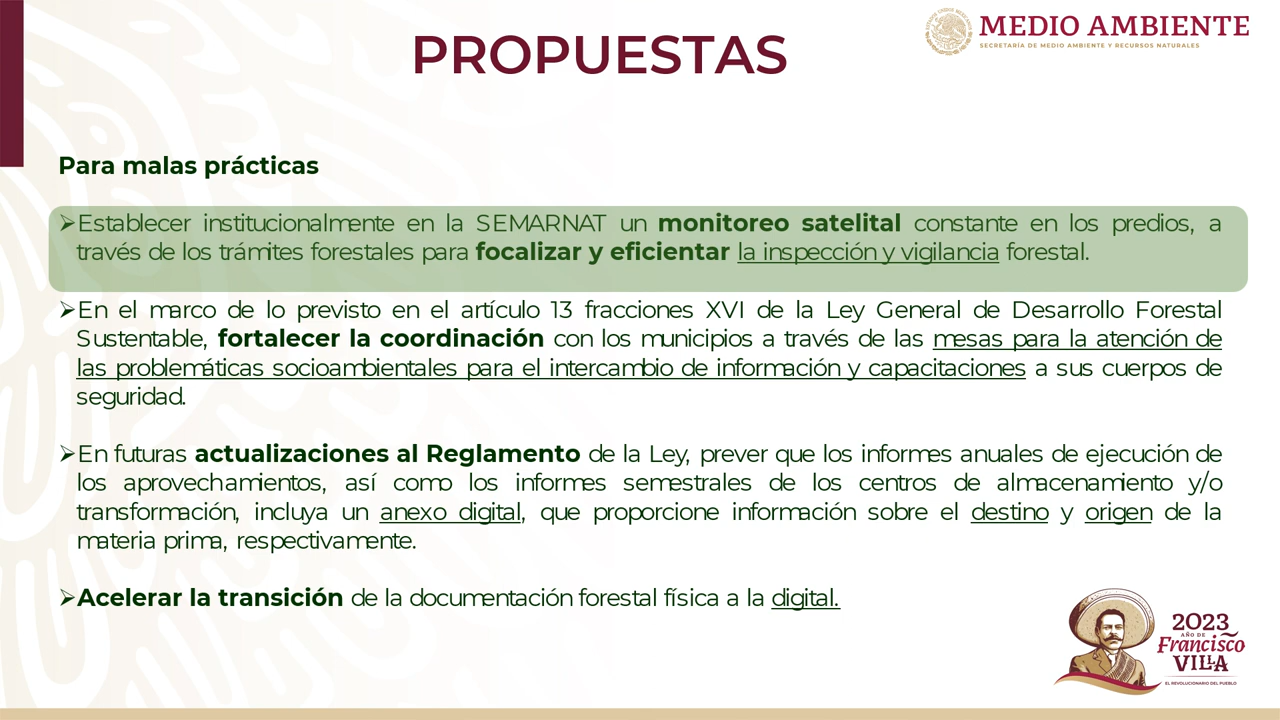 PROPUESTAS
MEDIO AMBIENTE
SECRETARÍA DE MEDIO AMBIENTE Y RECURSOS NATURALES
Para malas prácticas
➢Establecer institucionalmente en la SEMARNAT un monitoreo satelital constante en los predios, a
través de los trámites forestales para focalizar y eficientar la inspección y vigilancia forestal.
➢En el marco de lo previsto en el artículo 13 fracciones XVI de la Ley General de Desarrollo Forestal
Sustentable, fortalecer la coordinación con los municipios a través de las mesas para la atención de
las problemáticas socioambientales para el intercambio de información y capacitaciones a sus cuerpos de
seguridad.
➢En futuras actualizaciones al Reglamento de la Ley, prever que los informes anuales de ejecución de
los aprovechamientos, así como los informes semestrales de los centros de almacenamiento y/o
transformación, incluya un anexo digital, que proporcione información sobre el destino y origen de la
materia prima, respectivamente.
➢Acelerar la transición de la documentación forestal física a la digital.
2023
AÑO DE
Francisco
VILLA
EL REVOLUCIONARIO DEL PUEBLO